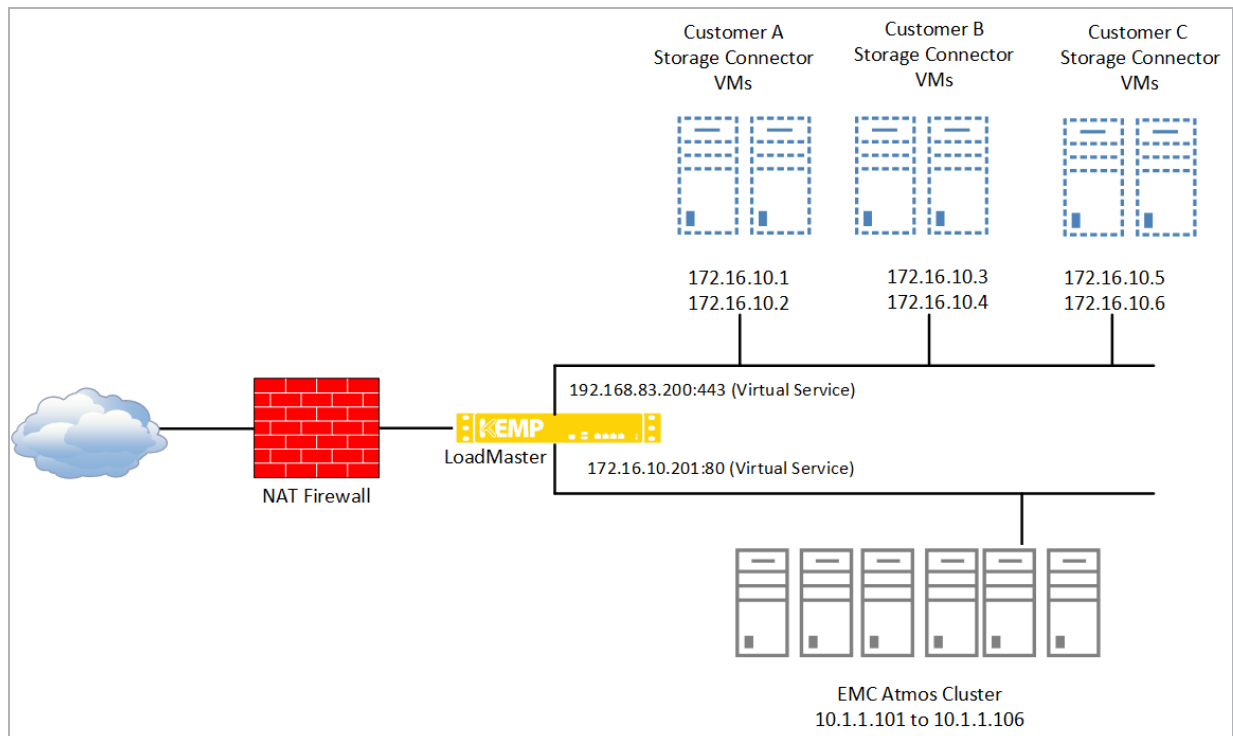 Customer A
Storage Connector
VMs
Customer B
Storage Connector
VMs
Customer C
Storage Connector
VMs
172.16.10.1
172.16.10.2
172.16.10.3
172.16.10.4
172.16.10.5
172.16.10.6
192.168.83.200:443 (Virtual Service)
KEMP
LoadMaster
172.16.10.201:80 (Virtual Service)
NAT Firewall
EMC Atmos Cluster
10.1.1.101 to 10.1.1.106